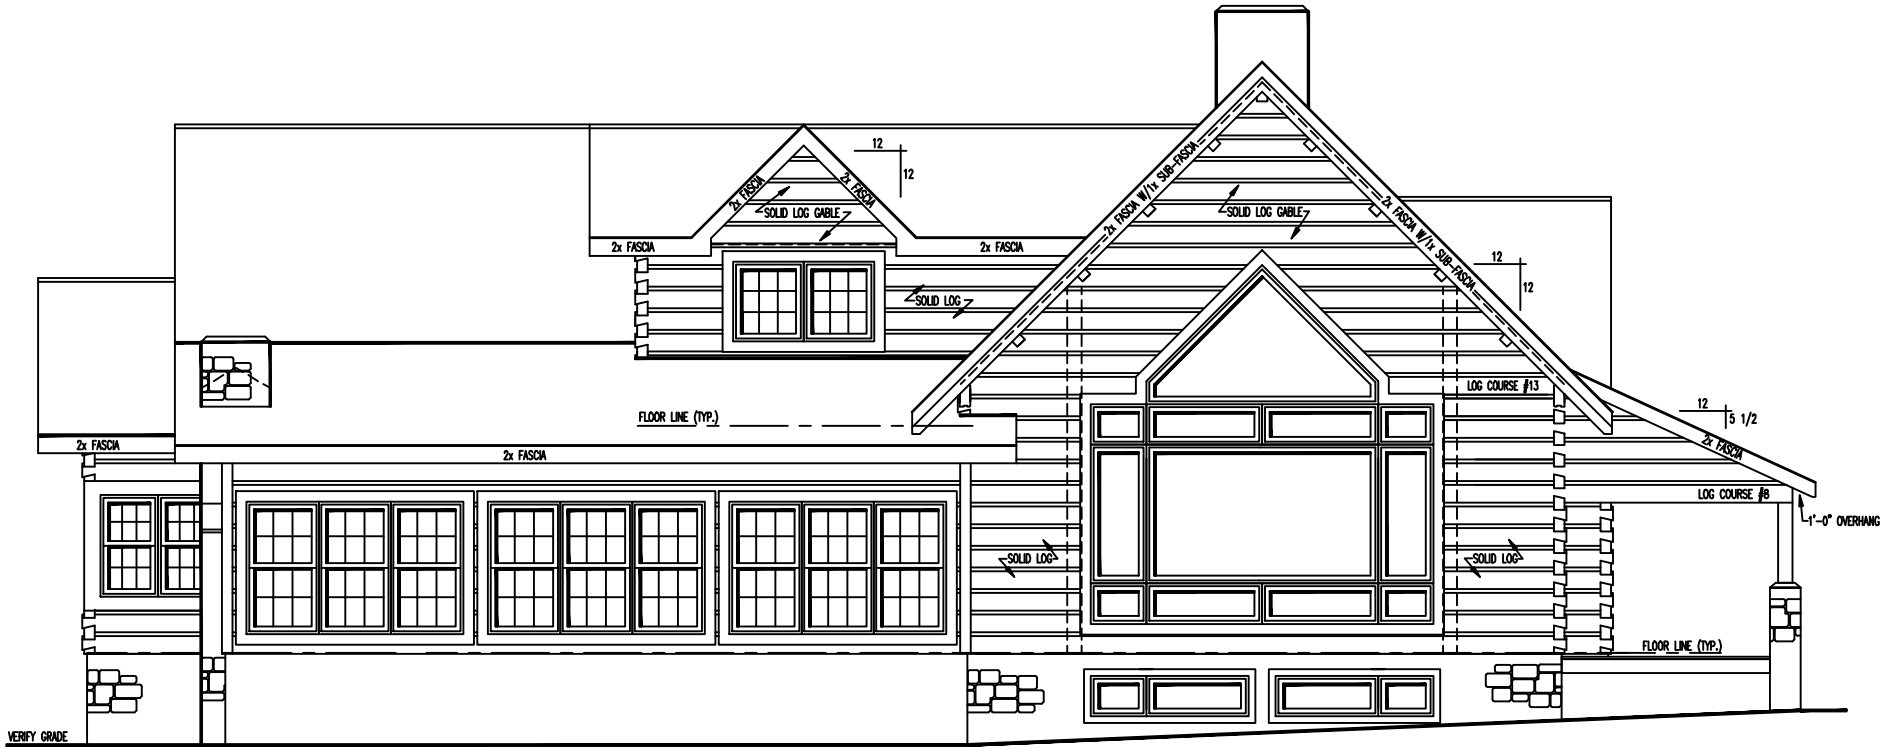 12
12
2x FASCIA
2x FASCIA
SOLID LOG GABLE
2x FASCIA
2x FASCIA
2x FASCIA W/1x SUB-FASCIA
2x FASCIA W/1x SUB-FASCIA
SOLID LOG GABLE
12
12
SOLID LOG
LOG COURSE #13
FLOOR LINE (TYP.)
12
5 1/2
2x FASCIA
2x FASCIA
2x FASCIA
LOG COURSE #8
1'-0" OVERHANG
SOLID LOG
SOLID LOG
FLOOR LINE (TYP.)
VERIFY GRADE